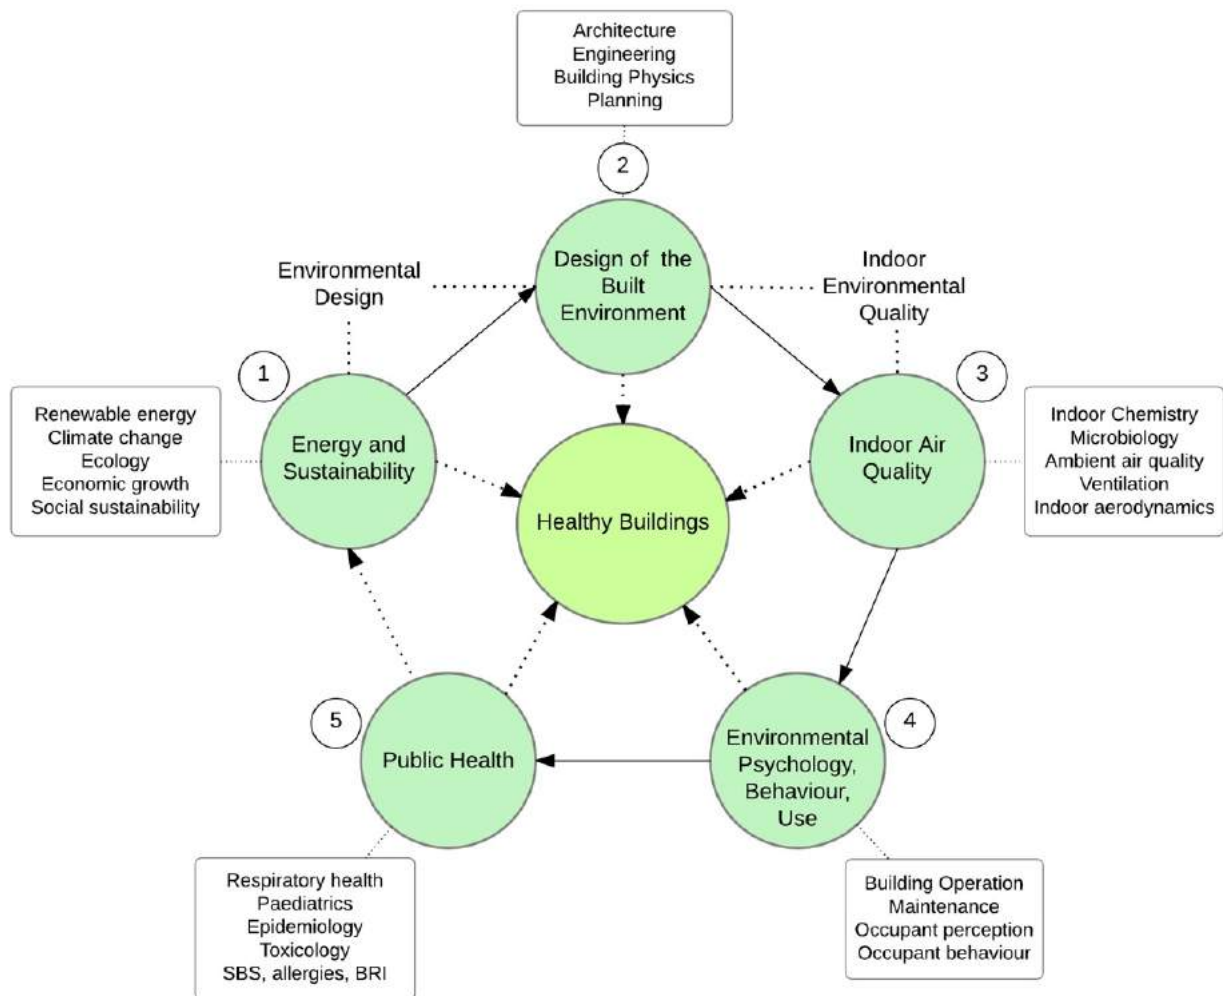 Architecture
Engineering
Building Physics
Planning
2
Design of the
Built
Environment
Environmental
Design
Indoor
Environmental
Quality
1
Energy and
Sustainability
Renewable energy
Climate change
Ecology
Economic growth
Social sustainability
3
Indoor Air
Quality
Indoor Chemistry
Microbiology
Ambient air quality
Ventilation
Indoor aerodynamics
Healthy Buildings
5
Public Health
4
Environmental
Psychology,
Behaviour,
Use
Respiratory health
Paediatrics
Epidemiology
Toxicology
SBS, allergies, BRI
Building Operation
Maintenance
Occupant perception
Occupant behaviour